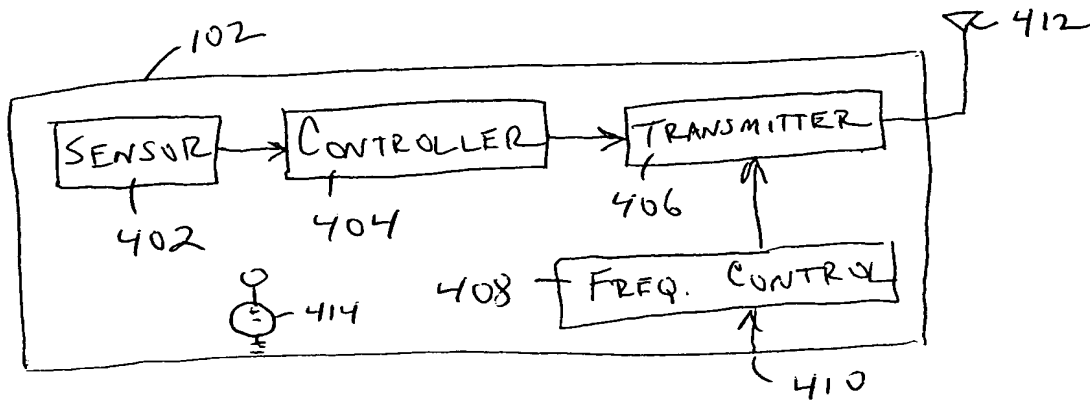 102
412
SENSOR
CONTROLLER
TRANSMITTER
402
404
406
408
FREQ. CONTROL
414
410